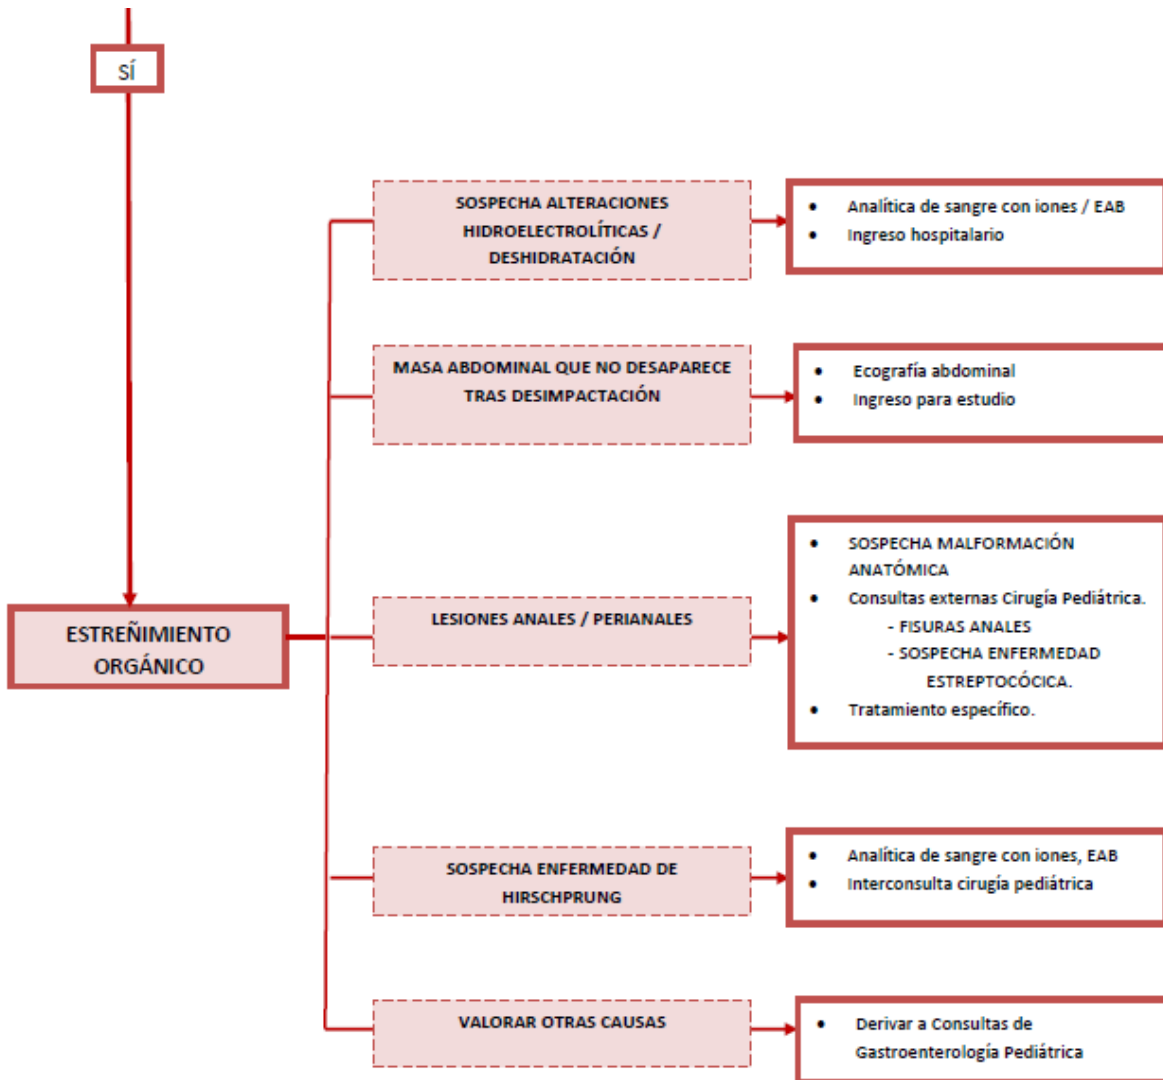 SÍ
ESTREÑIMIENTO
ORGÁNICO
SOSPECHA ALTERACIONES
HIDROELECTROLÍTICAS /
DESHIDRATACIÓN
• Analítica de sangre con iones / EAB
• Ingreso hospitalario
MASA ABDOMINAL QUE NO DESAPARECE
TRAS DESIMPACTACIÓN
• Ecografía abdominal
• Ingreso para estudio
LESIONES ANALES / PERIANALES
• SOSPECHA MALFORMACIÓN
ANATÓMICA
• Consultas externas Cirugía Pediátrica.
- FISURAS ANALES
- SOSPECHA ENFERMEDAD
ESTREPTOCÓCICA.
• Tratamiento específico.
SOSPECHA ENFERMEDAD DE
HIRSCHPRUNG
• Analítica de sangre con iones, EAB
• Interconsulta cirugía pediátrica
VALORAR OTRAS CAUSAS
• Derivar a Consultas de
Gastroenterología Pediátrica